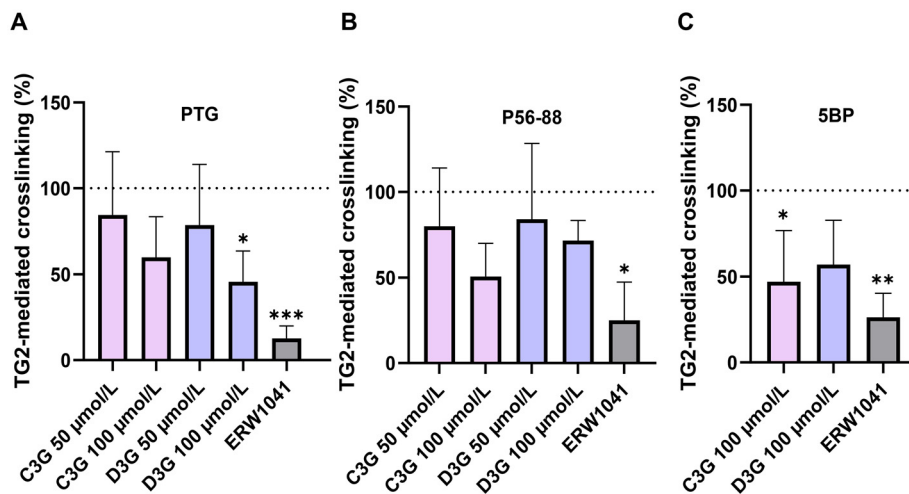 A
TG2-mediated crosslinking (%)
PTG
150
100
50
0
*
***
C3G 50 µmol/L
C3G 100 µmol/L
D3G 50 µmol/L
D3G 100 µmol/L
ERW1041
B
TG2-mediated crosslinking (%)
P56-88
150
100
50
0
*
C3G 50 µmol/L
C3G 100 µmol/L
D3G 50 µmol/L
D3G 100 µmol/L
ERW1041
C
TG2-mediated crosslinking (%)
5BP
150
100
50
0
*
**
C3G 100 µmol/L
D3G 100 µmol/L
ERW1041